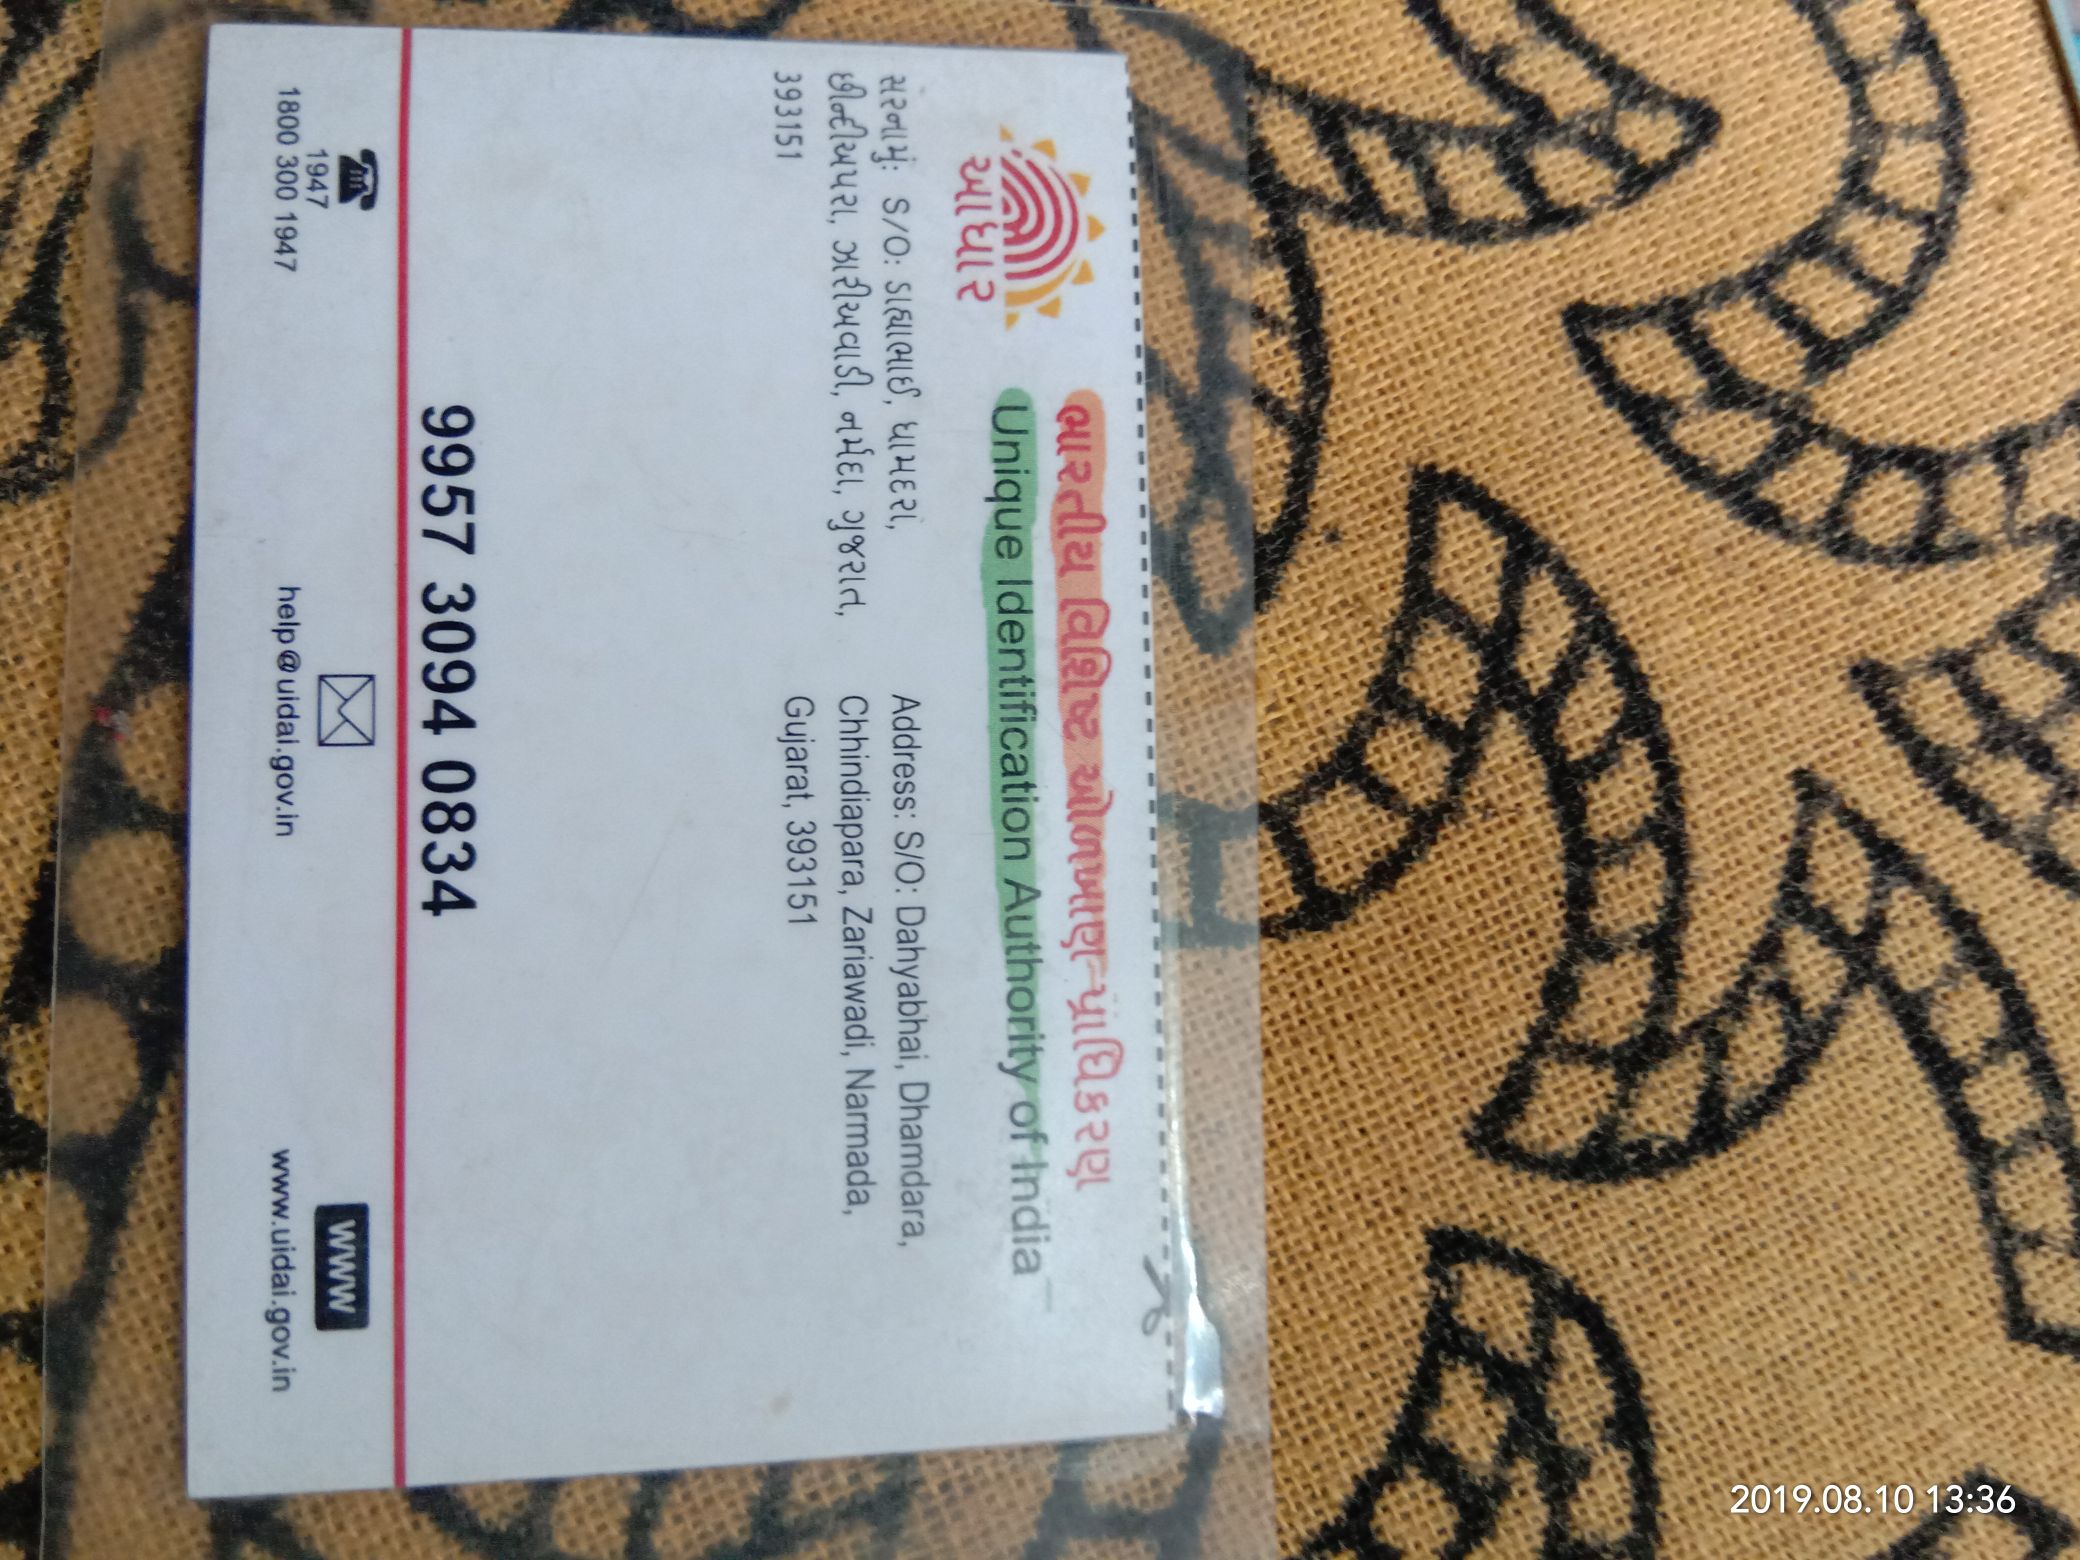 ભારતીય વિશિષ્ટ ઓળખાણ પ્રાધિકરણ
Unique Identification Authority of India
આધાર
સરનામું: S/O: ડાહ્યાભાઈ, ધામદરા,
છીન્દીઅપરા, ઝારીઅવાડી, નર્મદા, ગુજરાત,
393151
Address: S/O: Dahyabhai, Dhamdara,
Chhindiapara, Zariawadi, Narmada,
Gujarat, 393151
9957 3094 0834
1947
1800 300 1947
help@uidai.gov.in
WWW
www.uidai.gov.in
2019.08.10 13:36